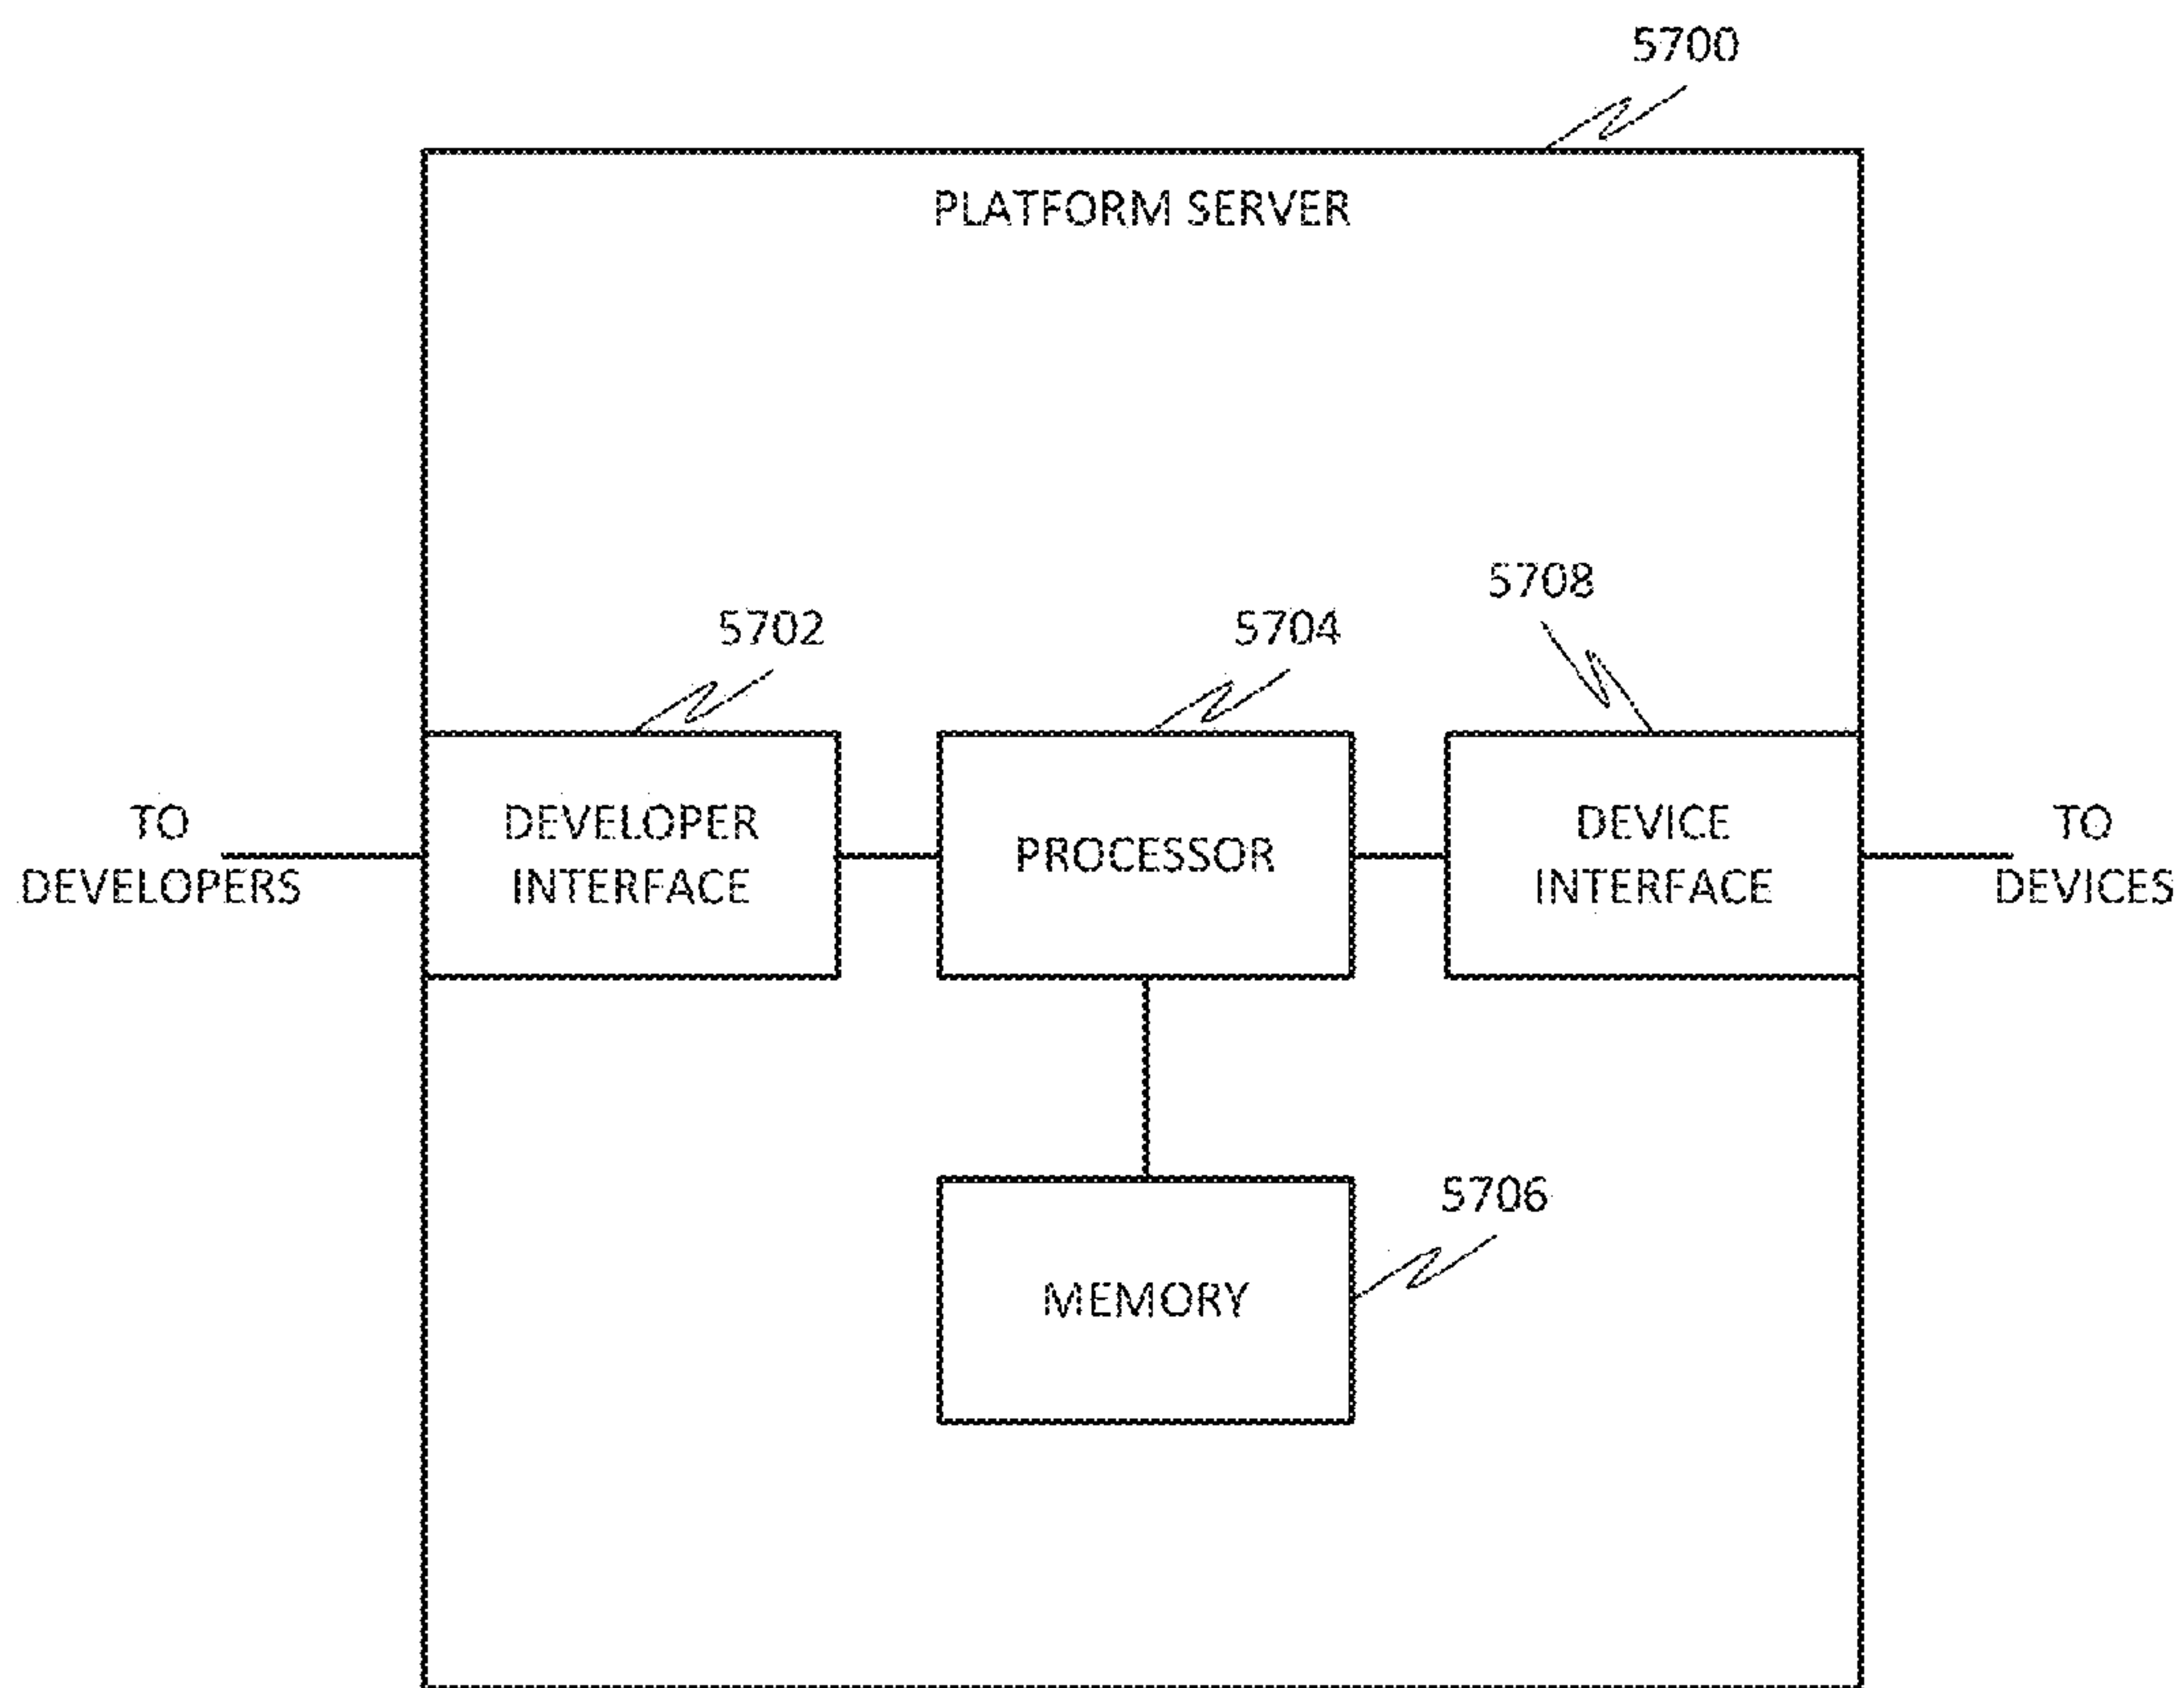 5700
PLATFORM SERVER
5708
5702
5704
TO
DEVELOPERS
DEVELOPER
INTERFACE
PROCESSOR
DEVICE
INTERFACE
TO
DEVICES
5706
MEMORY